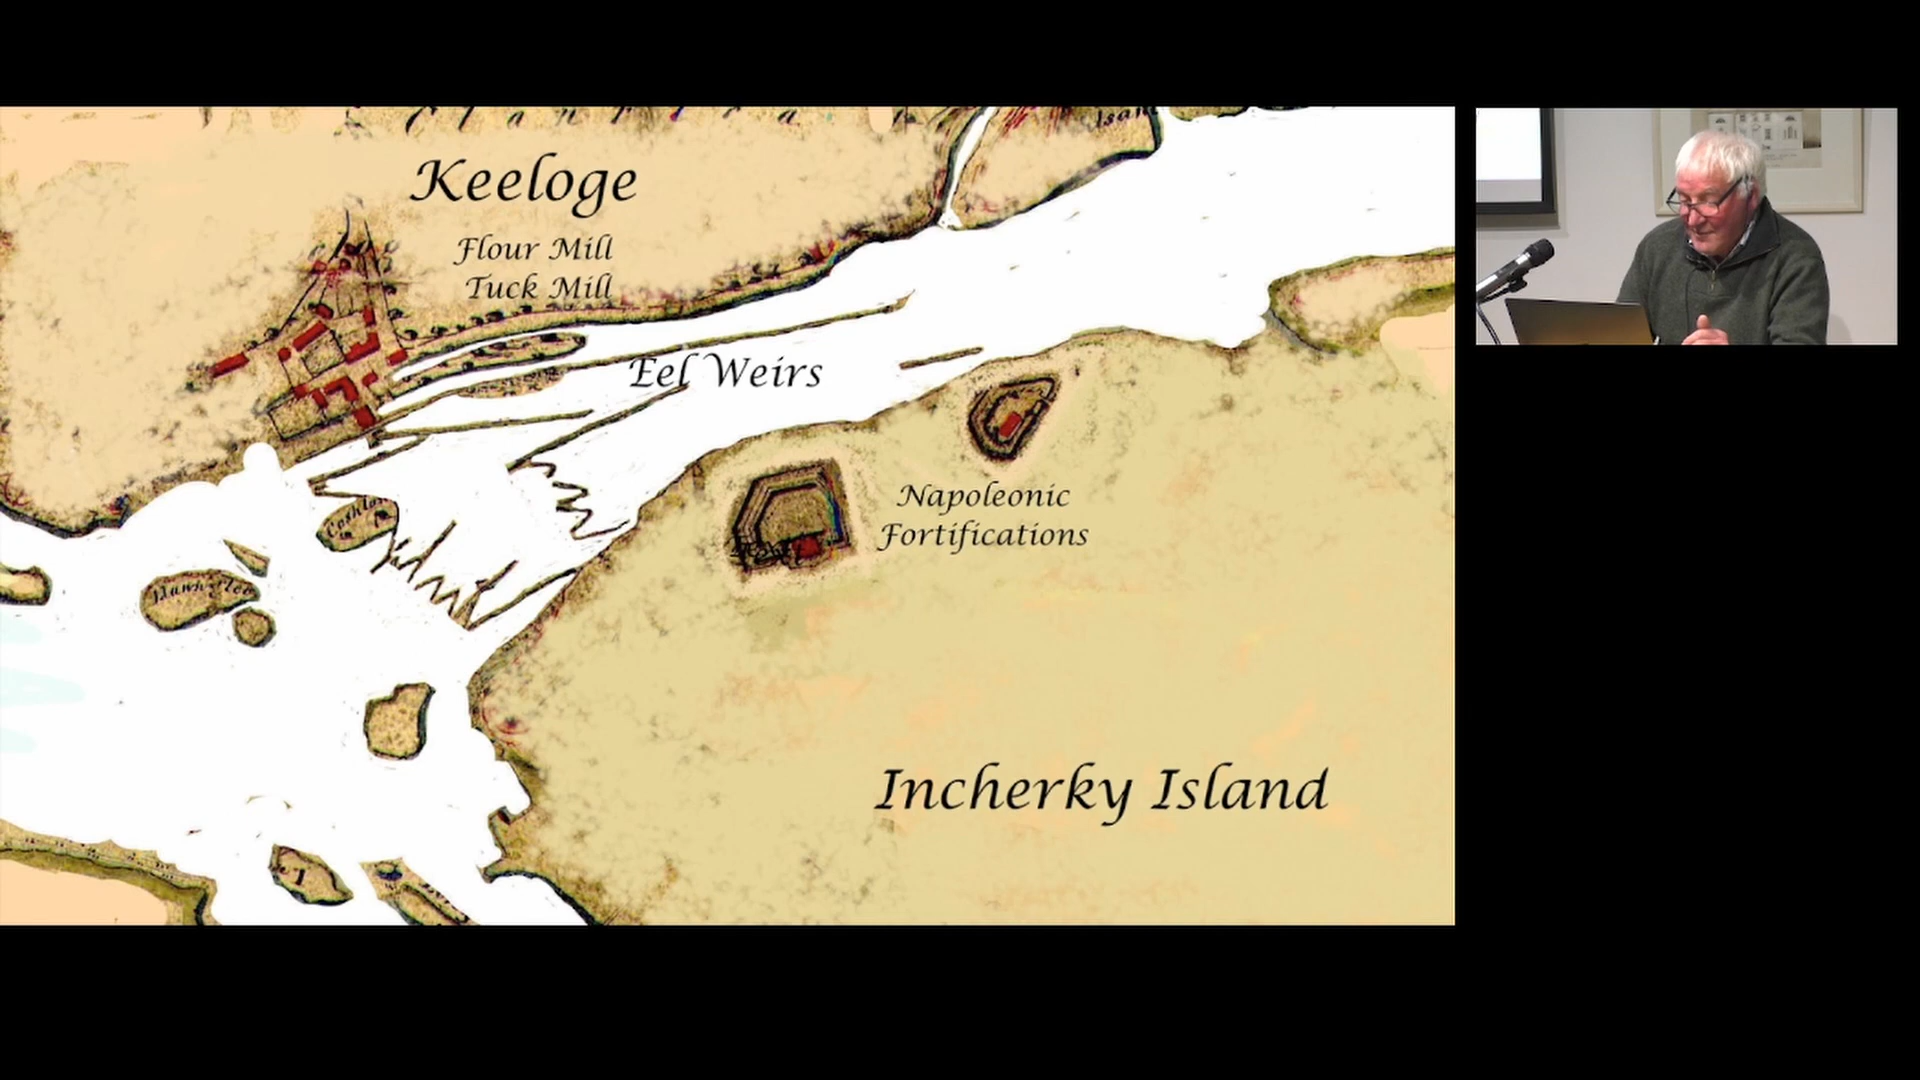 Keeloge
Flour Mill
Tuck Mill
Eel Weirs
Napoleonic
Fortifications
Incherky Island